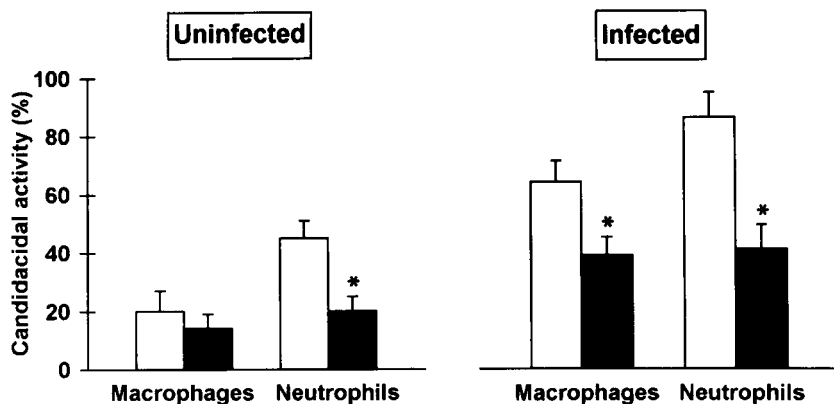 Uninfected
Infected
Candidacidal activity (%)
100
80
60
40
20
0
*
*
*
Macrophages Neutrophils
Macrophages Neutrophils